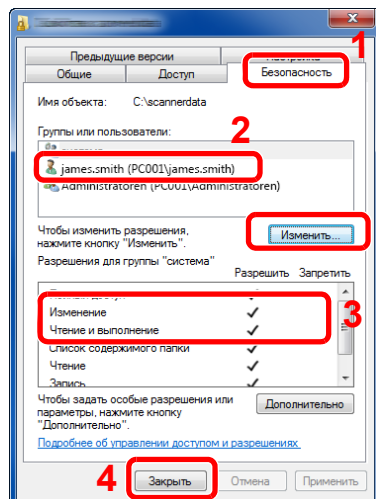 1
Предыдущие версии
Общие
Доступ
Безопасность
Имя объекта: C:\scannerdata
Группы или пользователи:
2
james.smith (PC001\james.smith)
Administratoren (PC001\Administratoren)
Чтобы изменить разрешения,
нажмите кнопку "Изменить".
Изменить...
Разрешения для группы "система"
Разрешить Запретить
3
Изменение
Чтение и выполнение
Список содержимого папки
Чтение
Запись
Чтобы задать особые разрешения или
параметры, нажмите кнопку
"Дополнительно".
Дополнительно
Подробнее об управлении доступом и разрешениях
4
Закрыть
Отмена
Применить